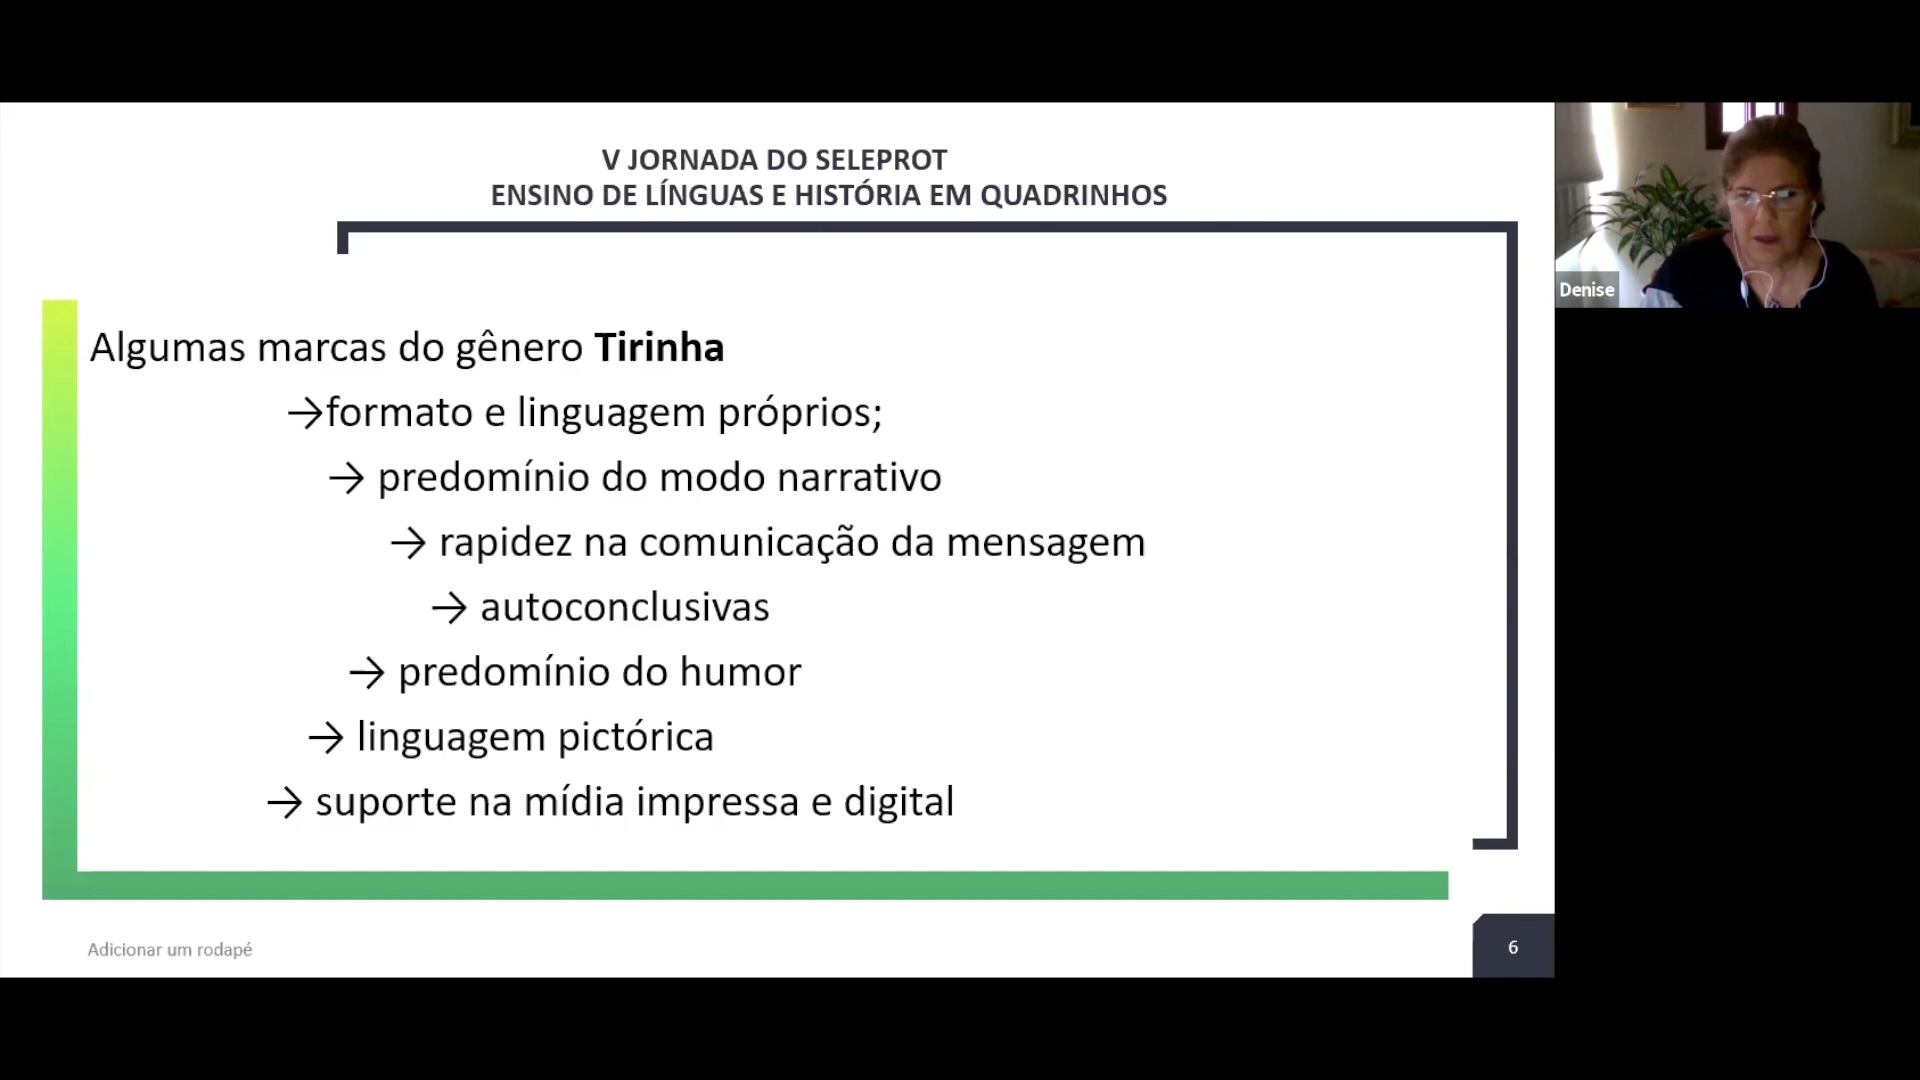 V JORNADA DO SELEPROT
ENSINO DE LÍNGUAS E HISTÓRIA EM QUADRINHOS
Denise
Algumas marcas do gênero Tirinha
→formato e linguagem próprios;
→ predomínio do modo narrativo
→ rapidez na comunicação da mensagem
→ autoconclusivas
→ predomínio do humor
→ linguagem pictórica
→ suporte na mídia impressa e digital
Adicionar um rodapé
6